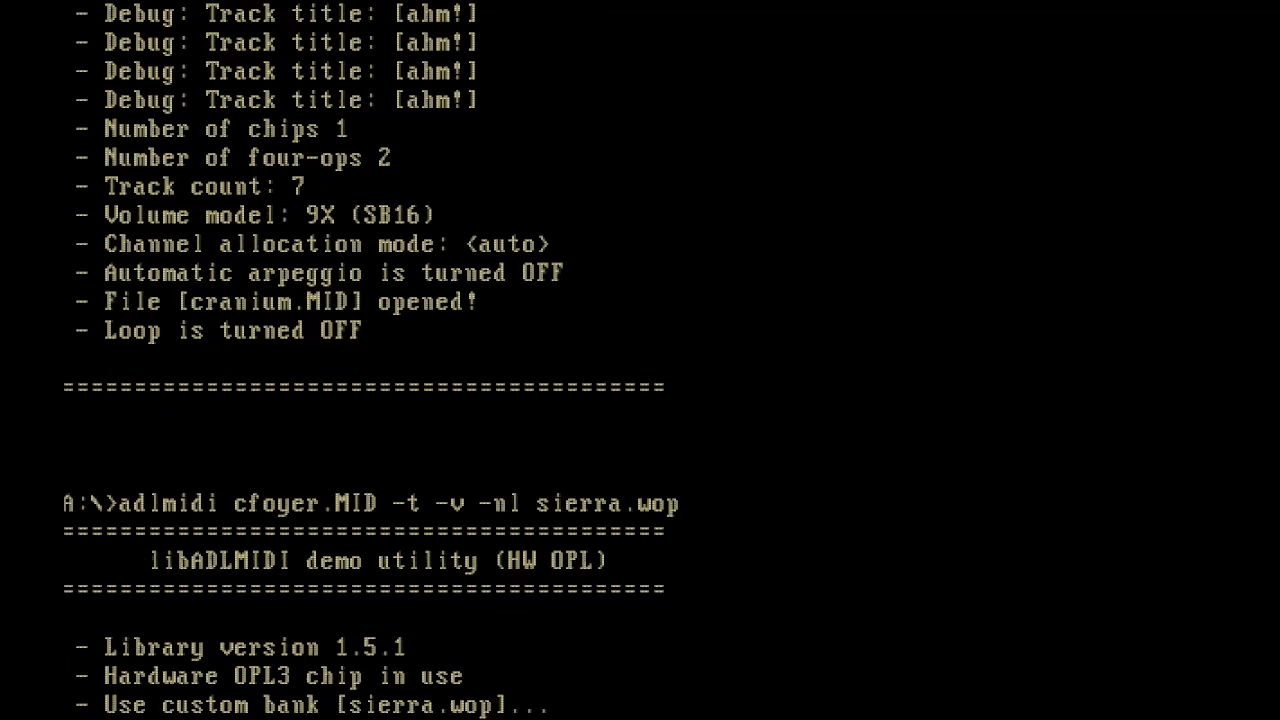 - Debug: Track title: [ahm!]
- Debug: Track title: [ahm!]
- Debug: Track title: [ahm!]
- Debug: Track title: [ahm!]
- Number of chips 1
- Number of four-ops 2
- Track count: 7
- Volume model: 9X (SB16)
- Channel allocation mode: <auto>
- Automatic arpeggio is turned OFF
- File [cranium.MID] opened!
- Loop is turned OFF
==========================================
A:\>adlmidi cfoyer.MID -t -v -nl sierra.wop
==========================================
libADLMIDI demo utility (HW OPL)
==========================================
- Library version 1.5.1
- Hardware OPL3 chip in use
- Use custom bank [sierra.wop]...